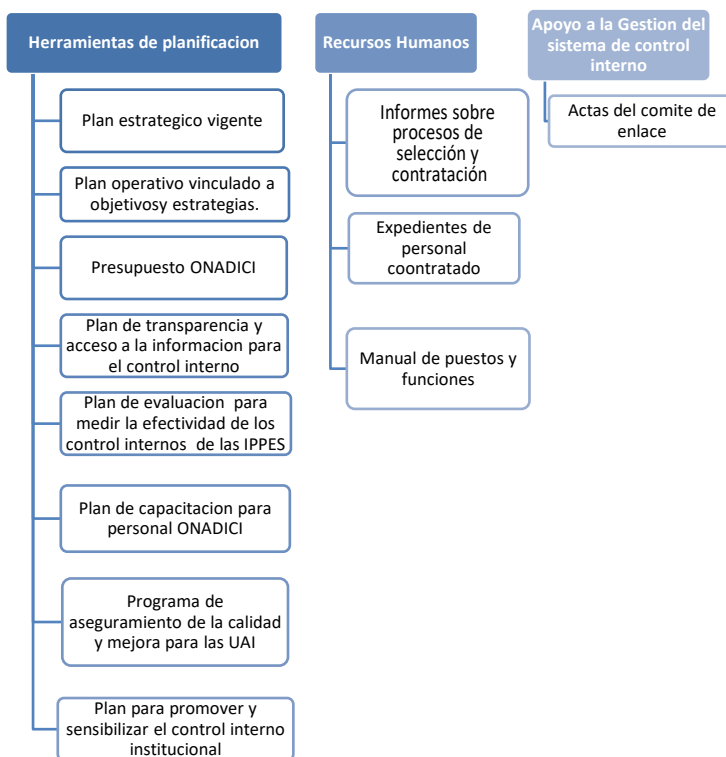 Herramientas de planificacion
Plan estrategico vigente
Plan operativo vinculado a
objetivosy estrategias.
Presupuesto ONADICI
Plan de transparencia y
acceso a la informacion para
el control interno
Plan de evaluacion para
medir la efectividad de los
control internos de las IPPES
Plan de capacitacion para
personal ONADICI
Programa de
aseguramiento de la calidad
y mejora para las UAI
Plan para promover y
sensibilizar el control interno
institucional
Recursos Humanos
Informes sobre
procesos de
selección y
contratación
Expedientes de
personal
coontratado
Manual de puestos y
funciones
Apoyo a la Gestion del
sistema de control
interno
Actas del comite de
enlace